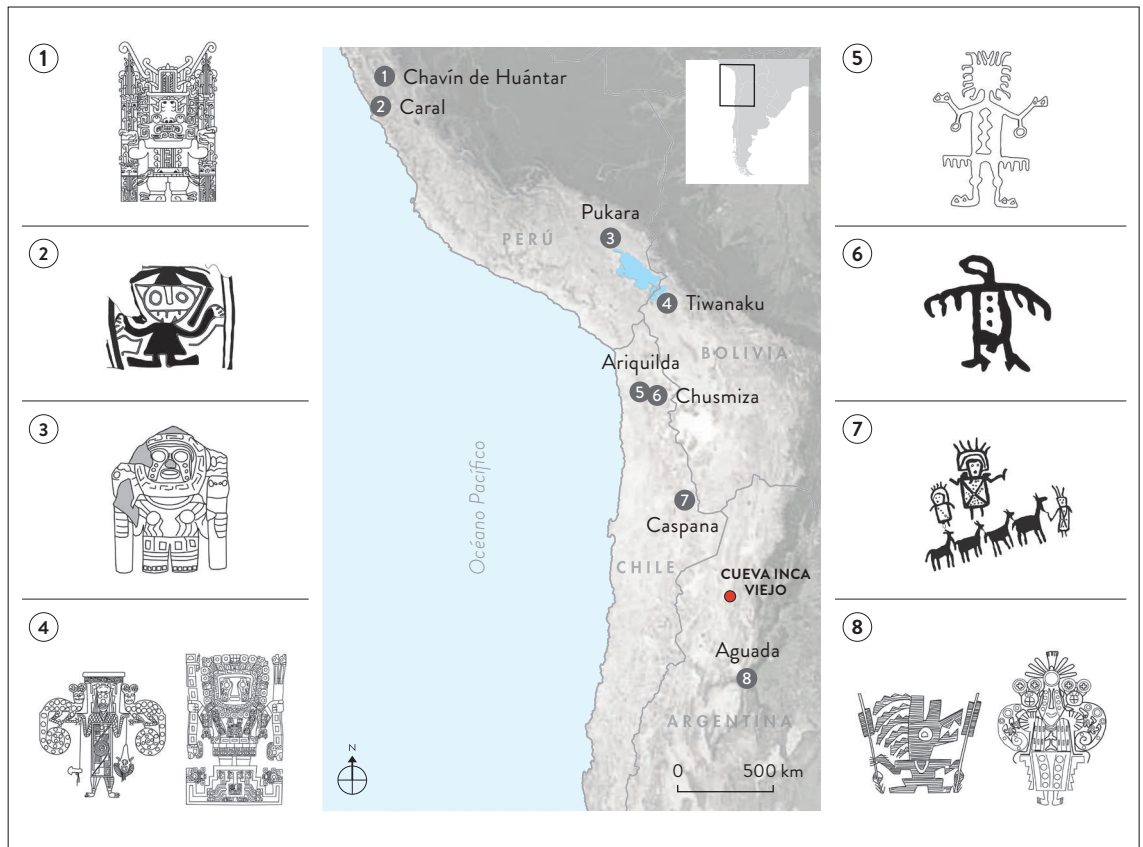 1
2
3
4
1 Chavín de Huántar
2 Caral
Pukara
PERÚ
3
4 Tiwanaku
BOLIVIA
Ariquilda
5 6 Chusmiza
Océano Pacífico
7
Caspana
CHILE
CUEVA INCA
VIEJO
Aguada
8
ARGENTINA
N
0 500 km
5
6
7
8